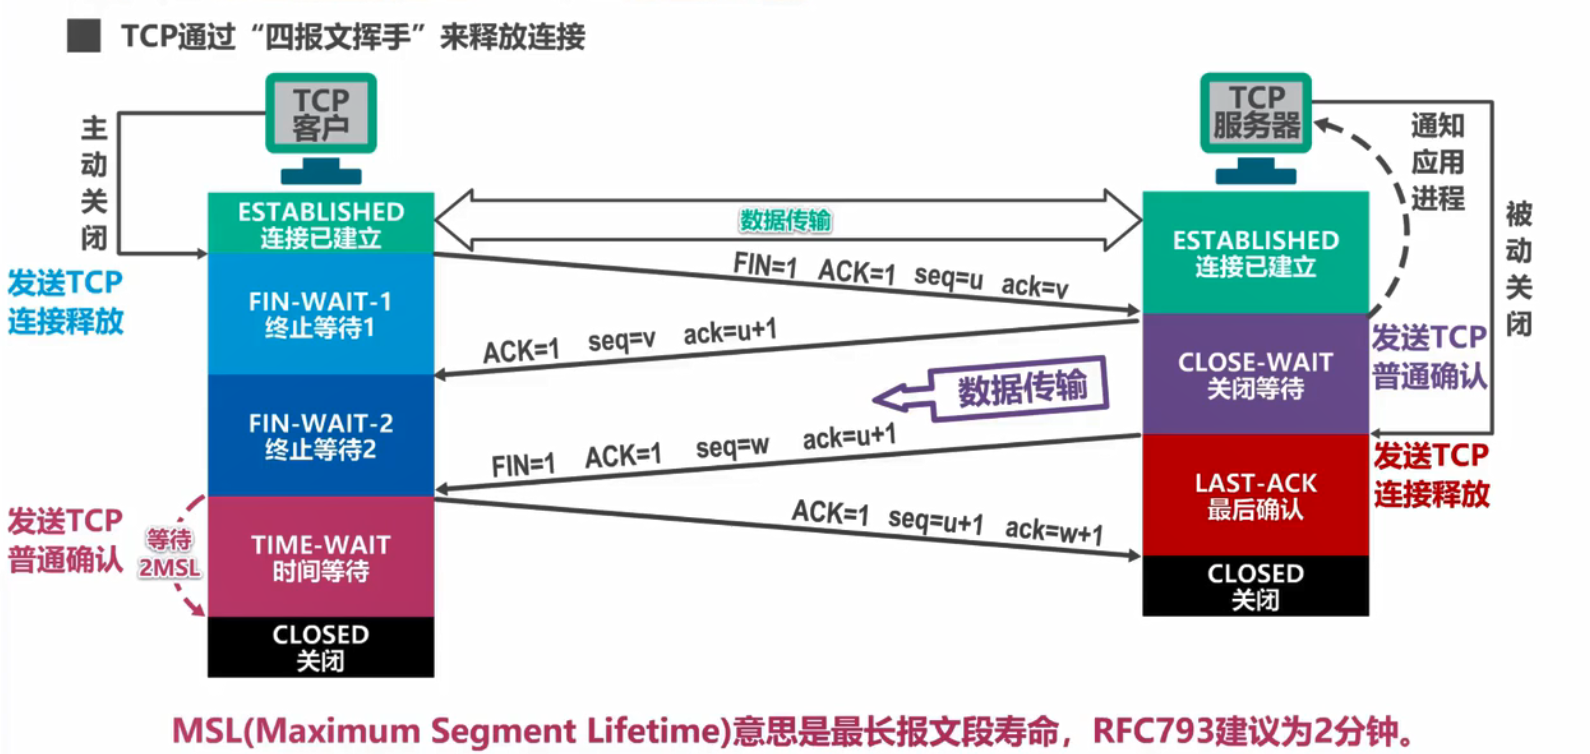 TCP通过“四报文挥手”来释放连接
TCP
客户
TCP
服务器
主
动
关
闭
通知
应用
进程
被
动
关
闭
ESTABLISHED
连接已建立
数据传输
ESTABLISHED
连接已建立
FIN=1 ACK=1 seq=u ack=v
发送TCP
连接释放
FIN-WAIT-1
终止等待1
ACK=1 seq=v ack=u+1
CLOSE-WAIT
关闭等待
发送TCP
普通确认
数据传输
FIN-WAIT-2
终止等待2
FIN=1 ACK=1 seq=w ack=u+1
LAST-ACK
最后确认
发送TCP
连接释放
发送TCP
普通确认
等待
2MSL
TIME-WAIT
时间等待
ACK=1 seq=u+1 ack=w+1
CLOSED
关闭
CLOSED
关闭
MSL(Maximum Segment Lifetime)意思是最长报文段寿命，RFC793建议为2分钟。